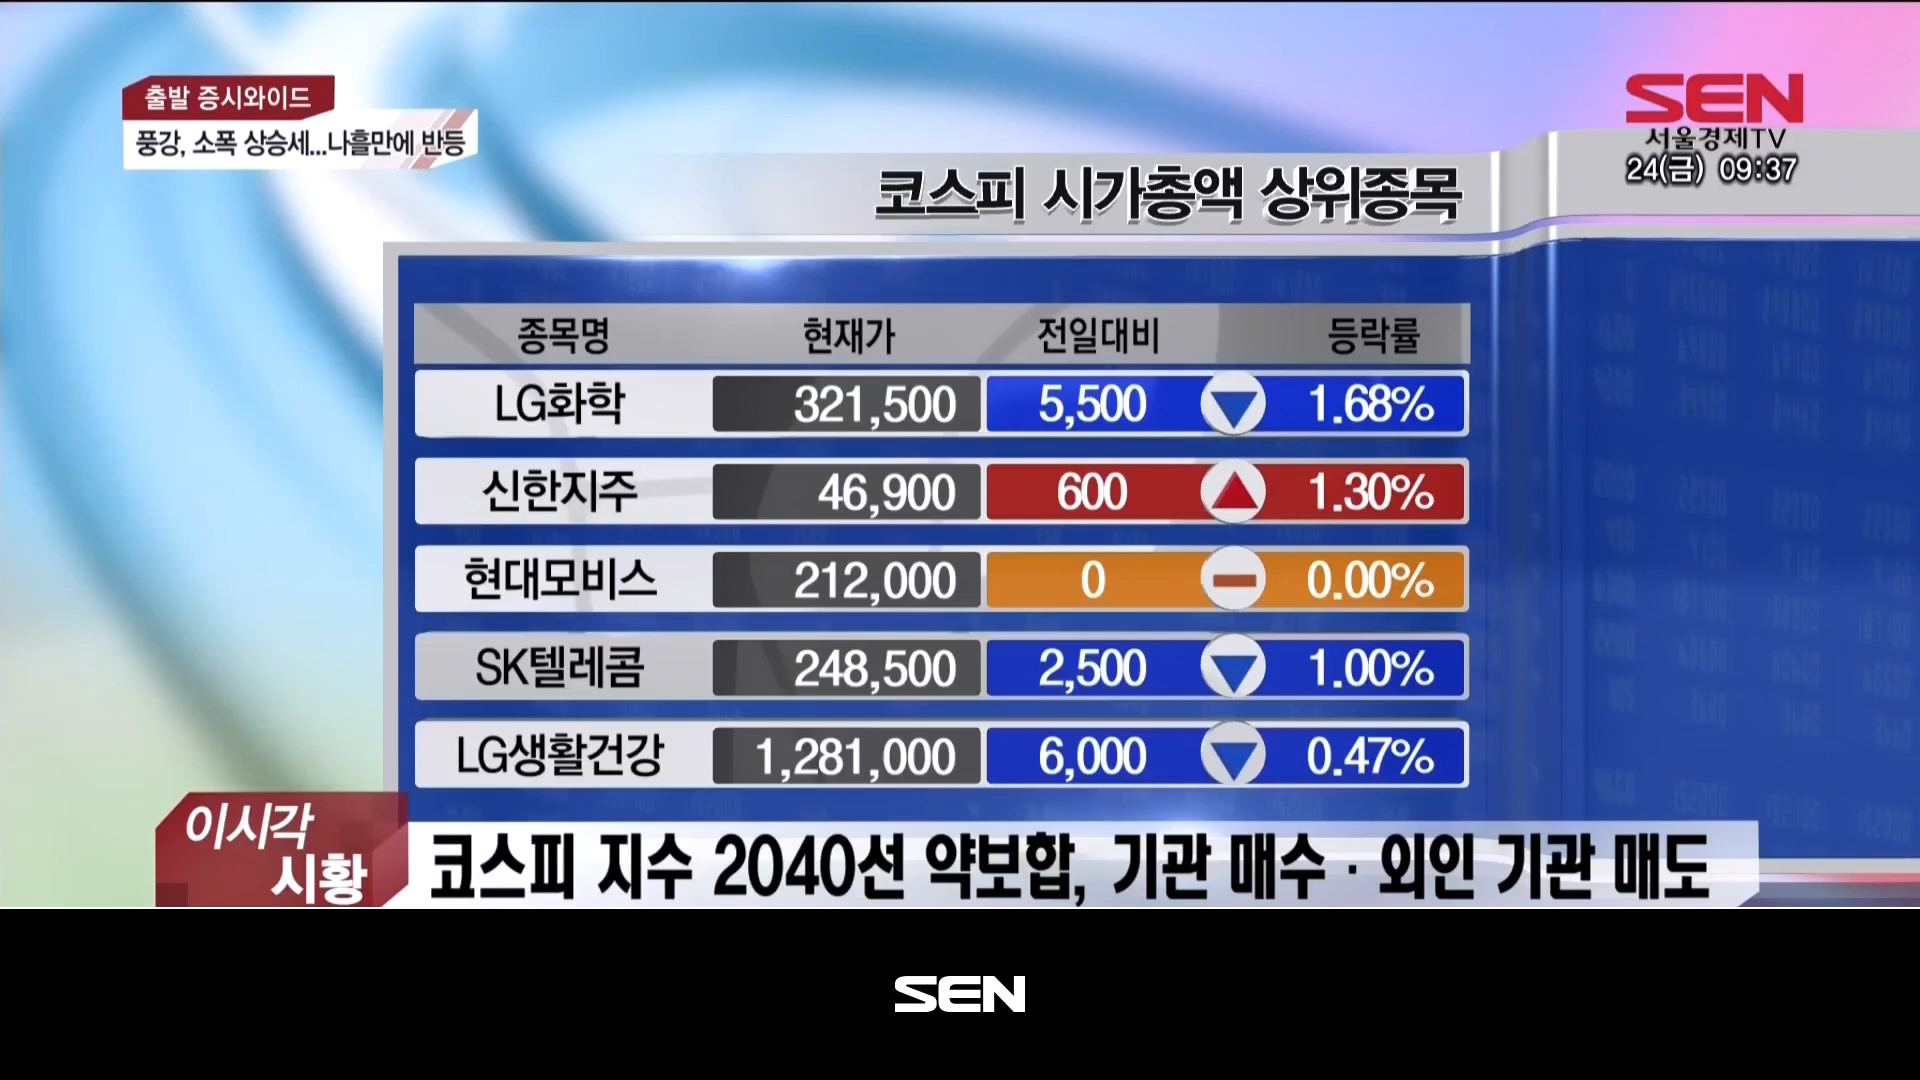 출발 증시와이드
풍강, 소폭 상승세...나흘만에 반등
SEN
서울경제TV
24(금) 09:37
코스피 시가총액 상위종목
종목명 현재가 전일대비 등락률
LG화학 321,500 5,500 ▼ 1.68%
신한지주 46,900 600 ▲ 1.30%
현대모비스 212,000 0 - 0.00%
SK텔레콤 248,500 2,500 ▼ 1.00%
LG생활건강 1,281,000 6,000 ▼ 0.47%
이시각
시황
코스피 지수 2040선 약보합, 기관 매수 · 외인 기관 매도
SEN